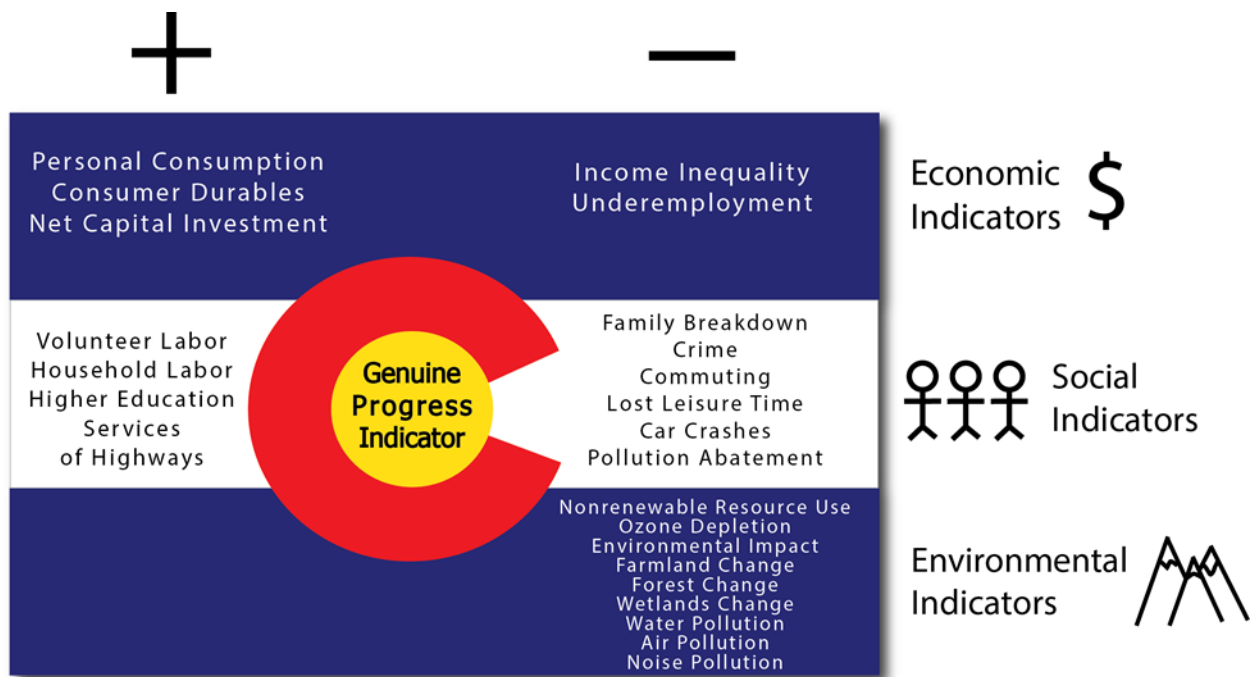 +
−
Personal Consumption
Consumer Durables
Net Capital Investment
Income Inequality
Underemployment
Economic
Indicators
$
Volunteer Labor
Household Labor
Higher Education
Services
of Highways
Genuine
Progress
Indicator
Family Breakdown
Crime
Commuting
Lost Leisure Time
Car Crashes
Pollution Abatement
Social
Indicators
Nonrenewable Resource Use
Ozone Depletion
Environmental Impact
Farmland Change
Forest Change
Wetlands Change
Water Pollution
Air Pollution
Noise Pollution
Environmental
Indicators